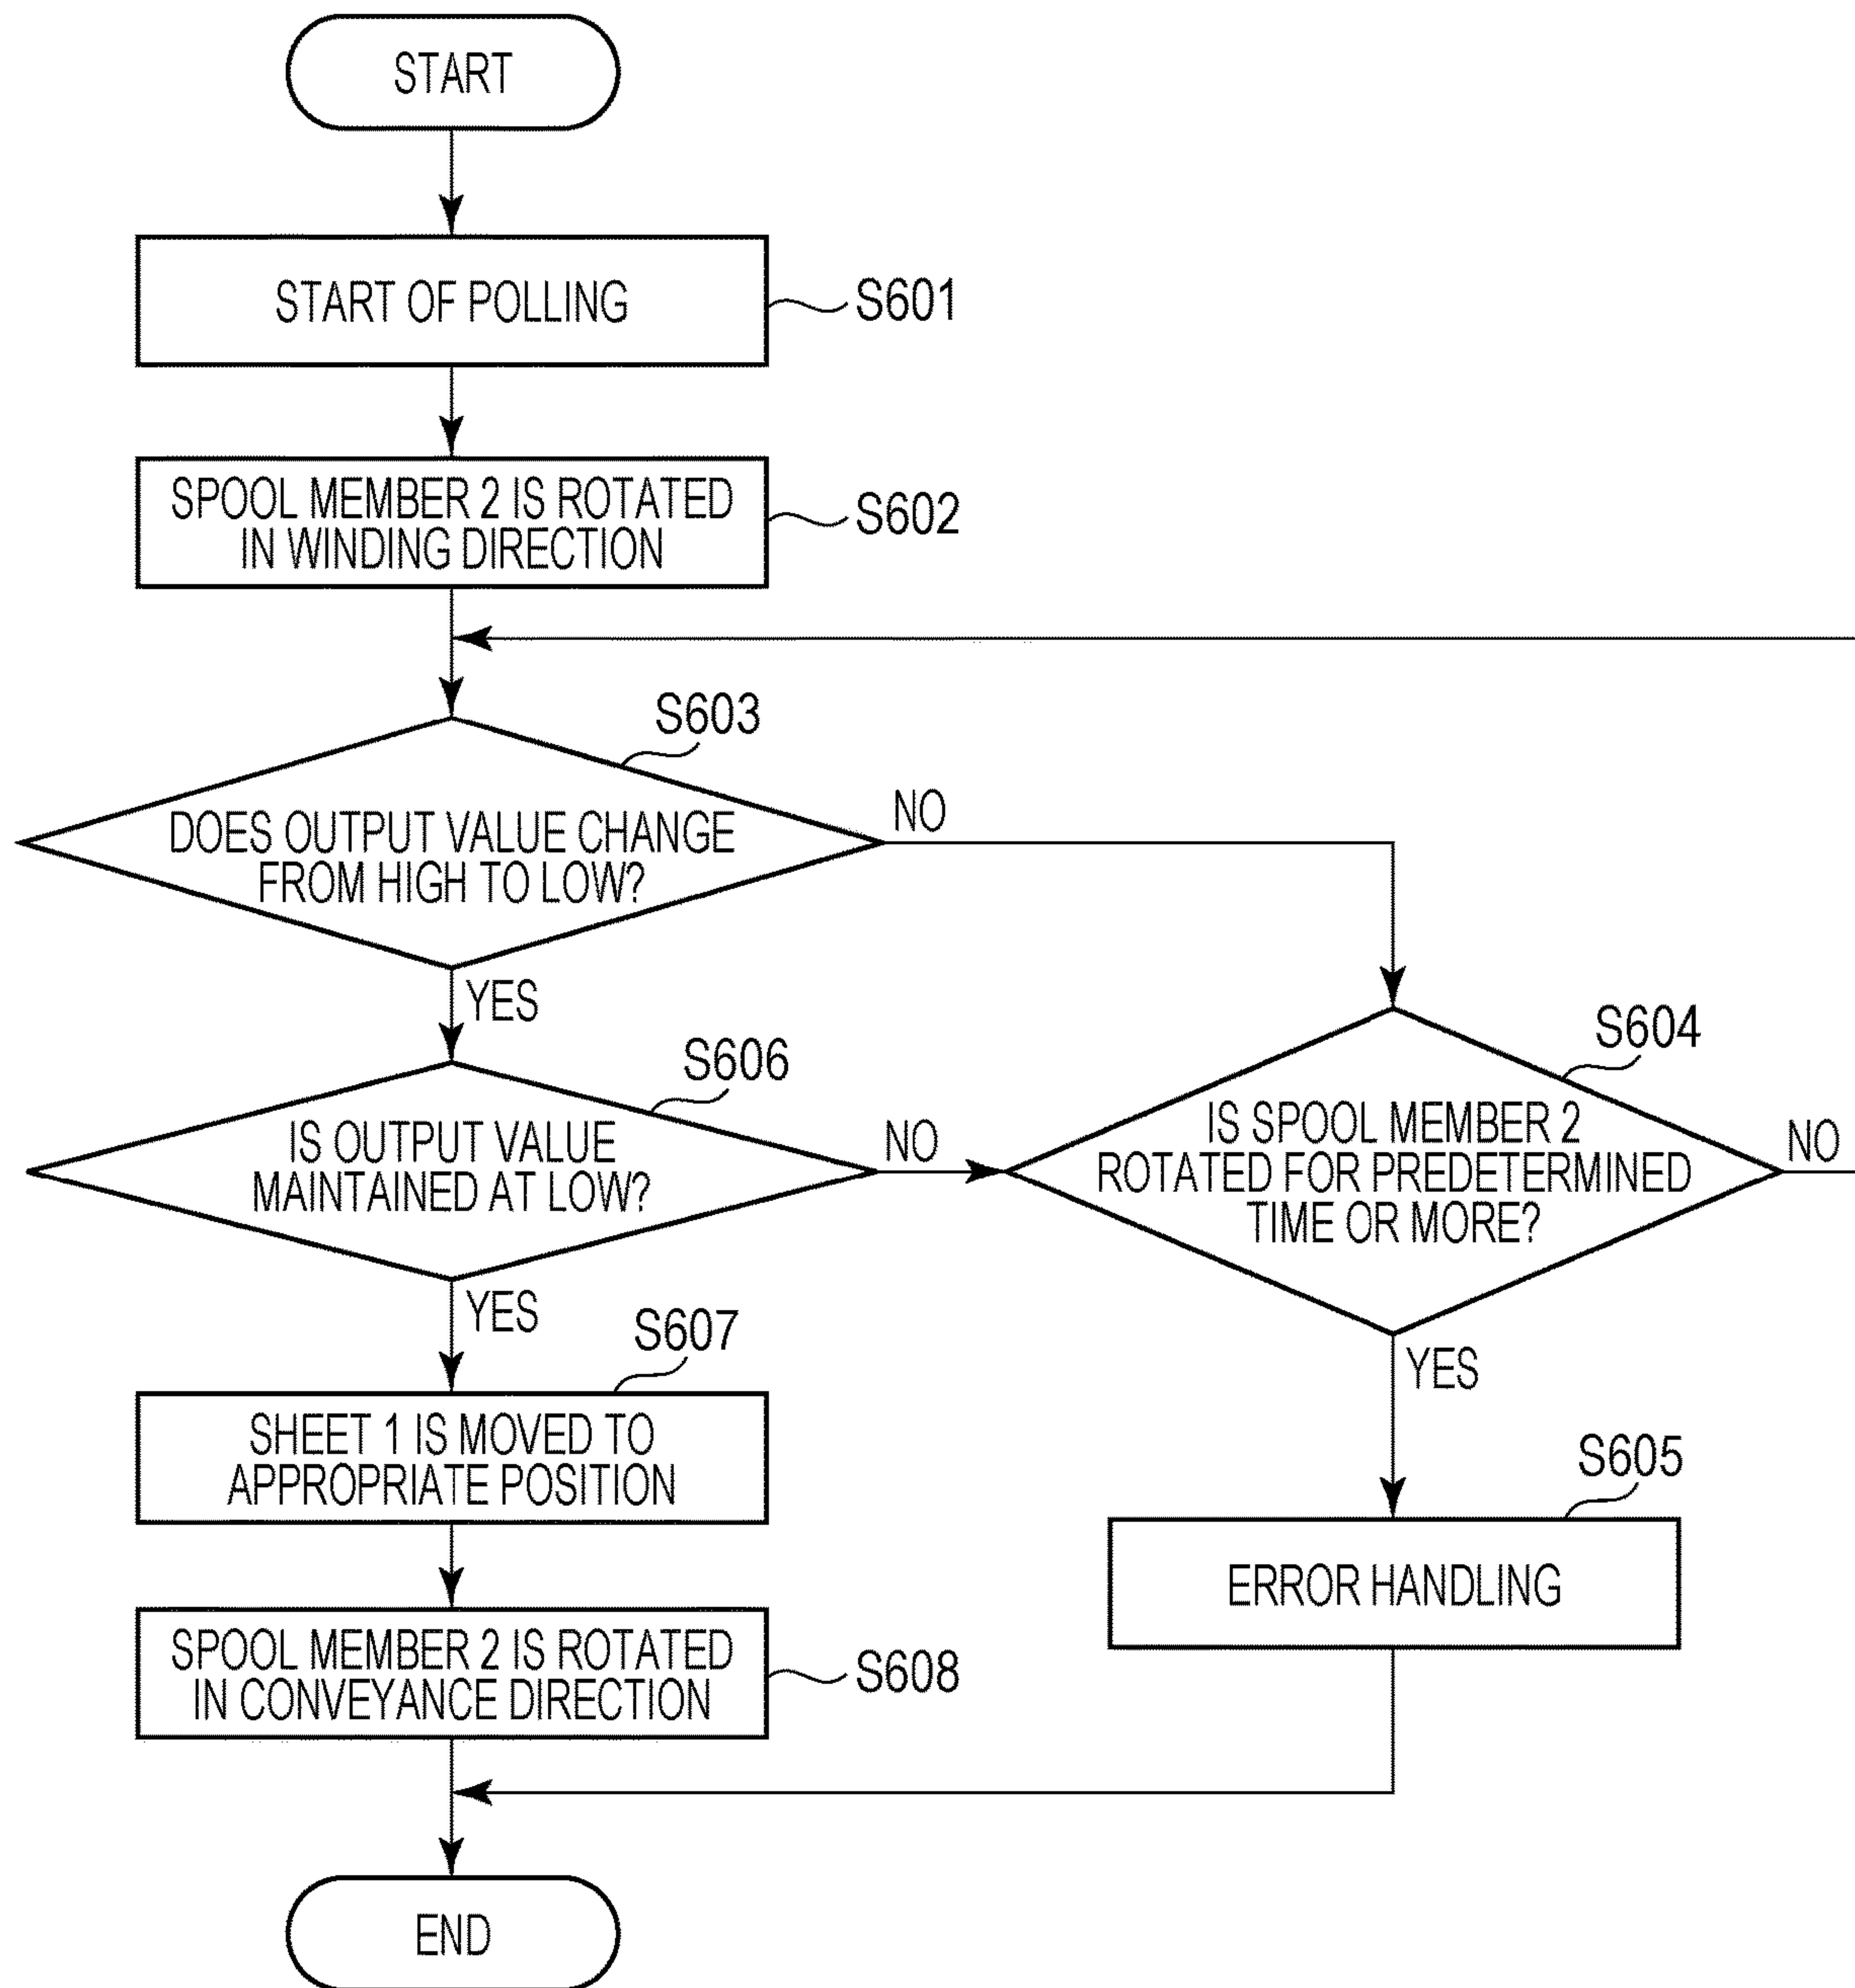 START
START OF POLLING
S601
SPOOL MEMBER 2 IS ROTATED
IN WINDING DIRECTION
S602
S603
DOES OUTPUT VALUE CHANGE
FROM HIGH TO LOW?
NO
YES
S606
IS OUTPUT VALUE
MAINTAINED AT LOW?
NO
YES
S604
IS SPOOL MEMBER 2
ROTATED FOR PREDETERMINED
TIME OR MORE?
NO
YES
S607
SHEET 1 IS MOVED TO
APPROPRIATE POSITION
S605
ERROR HANDLING
SPOOL MEMBER 2 IS ROTATED
IN CONVEYANCE DIRECTION
S608
END